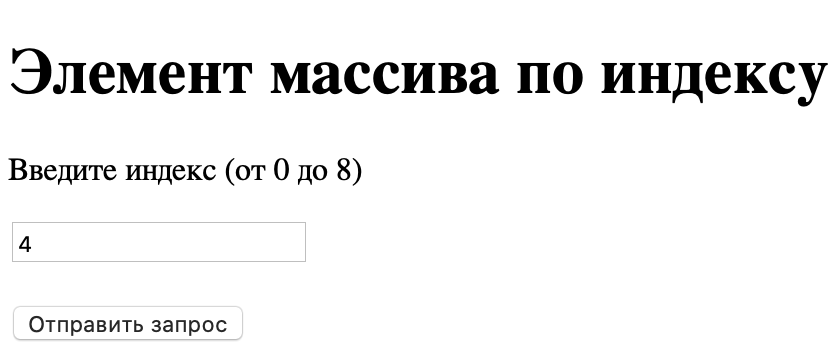 Элемент массива по индексу
Введите индекс (от 0 до 8)
4
Отправить запрос